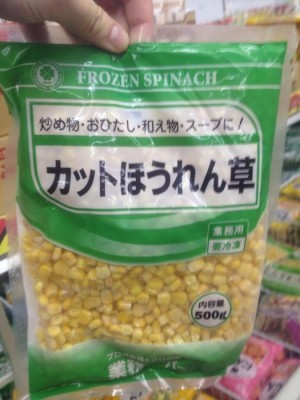 FROZEN SPINACH
炒め物・おひたし・和え物・スープに！
カットほうれん草
業務用
要冷凍
内容量
500g